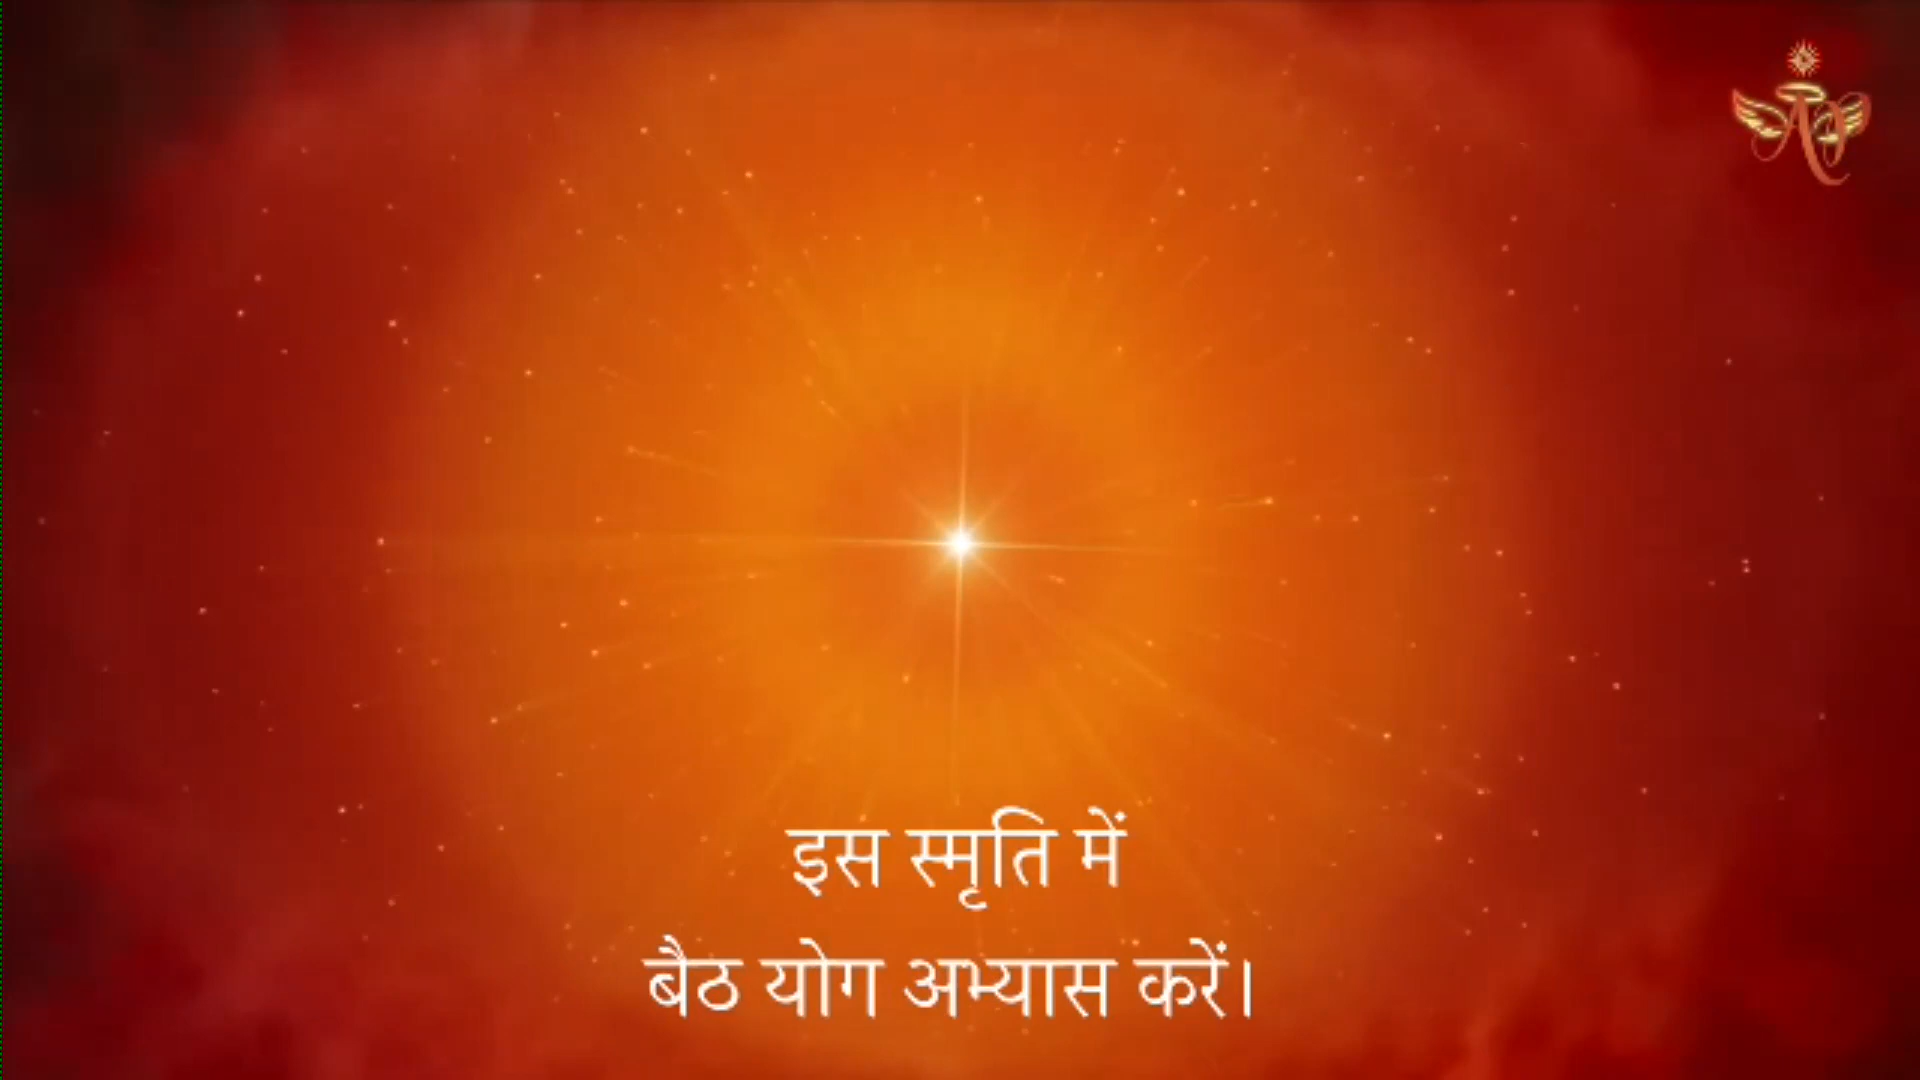 इस स्मृति में
बैठ योग अभ्यास करें।